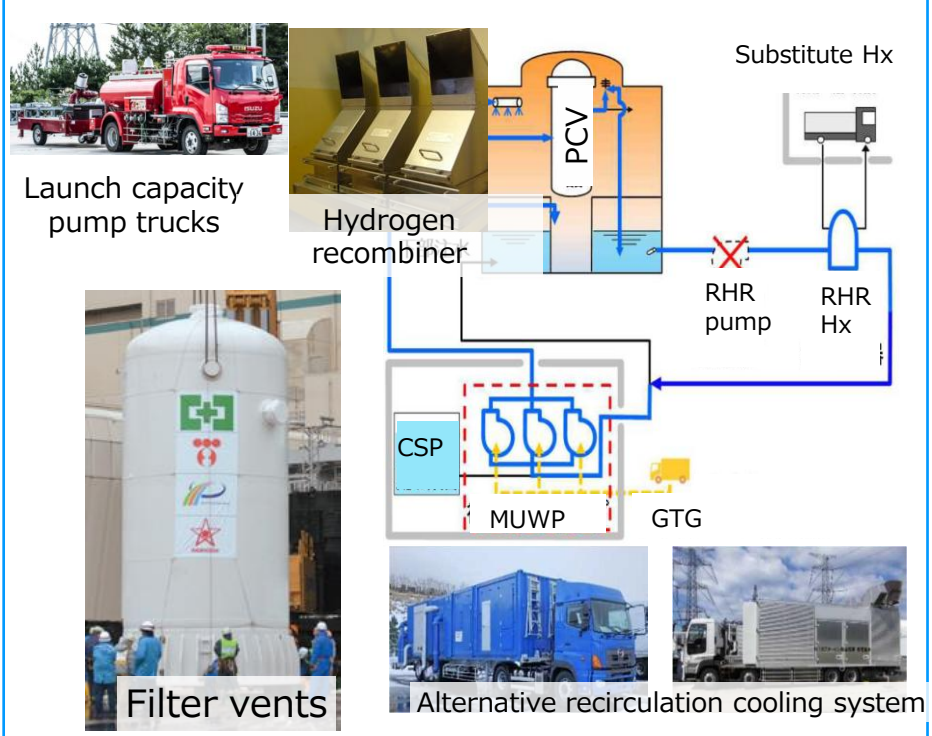 Substitute Hx
ISUZU
PCV
Launch capacity
pump trucks
Hydrogen
recombiner
RHR
pump
RHR
Hx
CSP
MUWP
GTG
Filter vents
Alternative recirculation cooling system